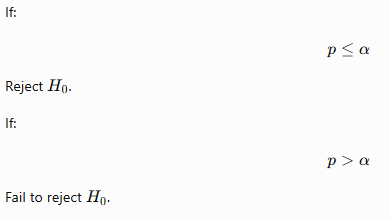 If:
p ≤ α
Reject H₀.
If:
p > α
Fail to reject H₀.